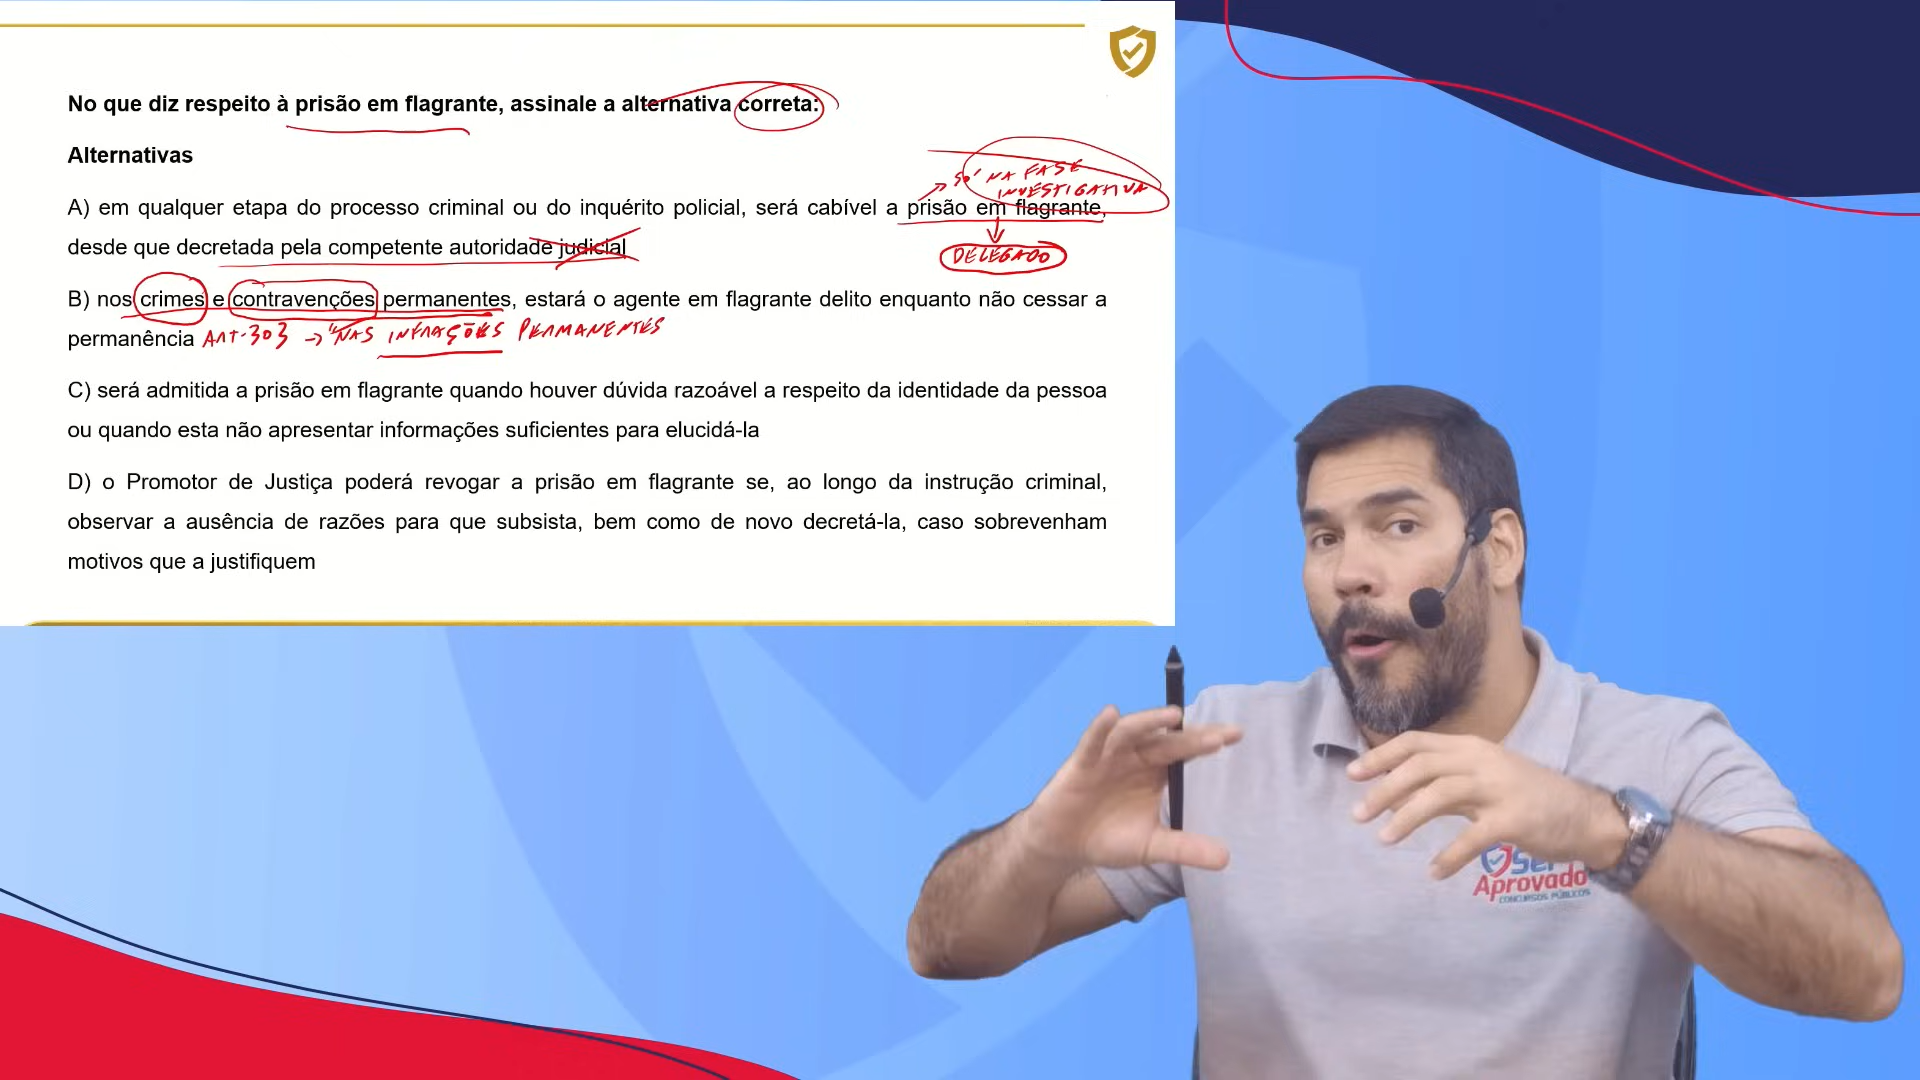 No que diz respeito à prisão em flagrante, assinale a alternativa correta:
Alternativas
SÓ NA FASE
INVESTIGATIVA
A) em qualquer etapa do processo criminal ou do inquérito policial, será cabível a prisão em flagrante,
desde que decretada pela competente autoridade judicial
DELEGADO
B) nos crimes e contravenções permanentes, estará o agente em flagrante delito enquanto não cessar a
permanência ART. 303 → "NAS INFRAÇÕES PERMANENTES
C) será admitida a prisão em flagrante quando houver dúvida razoável a respeito da identidade da pessoa
ou quando esta não apresentar informações suficientes para elucidá-la
D) o Promotor de Justiça poderá revogar a prisão em flagrante se, ao longo da instrução criminal,
observar a ausência de razões para que subsista, bem como de novo decretá-la, caso sobrevenham
motivos que a justifiquem
Aprovado
CONCURSOS PÚBLICOS